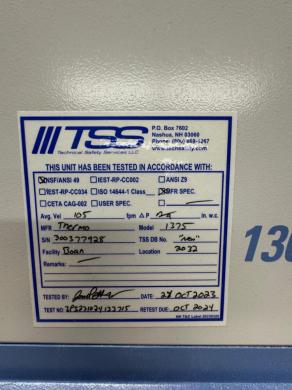 TSS
Technical Safety Services LLC
P.O. Box 7602
Nashua, NH 03060
THIS UNIT HAS BEEN TESTED IN ACCORDANCE WITH:
NSF/ANSI 49 IEST-RP-CC002 ANSI Z9
IEST-RP-CC034 ISO 14644-1 Class MFR SPEC.
CETA CAG-002 USER SPEC.
Avg. Vel 105 fpm Δ P in. w.c.
MFR Thermo Model 1375
S/N 300377928 TSS DB No. "New"
Facility Location 2032
TESTED BY: DATE: OCT 2023
TEST NO RETEST DUE: OCT 2024
130